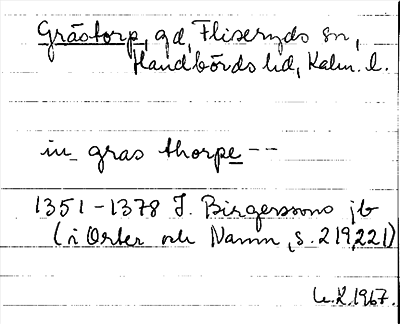 Gråstorp, gd, Fliseryds sn,
Handbörds hd, Kalm. l.
in gras thorpe --
1351-1378 J. Birgerssons jb
(i Orter och Namn, s. 219, 221)
1967.